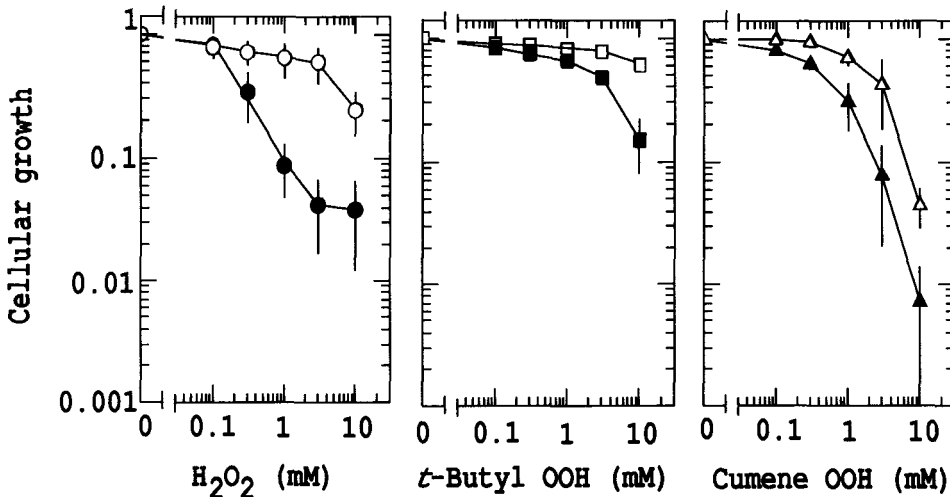 Cellular growth
1
0.1
0.01
0.001
0 0.1 1 10 0 0.1 1 10 0 0.1 1 10
H₂O₂ (mM) t-Butyl OOH (mM) Cumene OOH (mM)